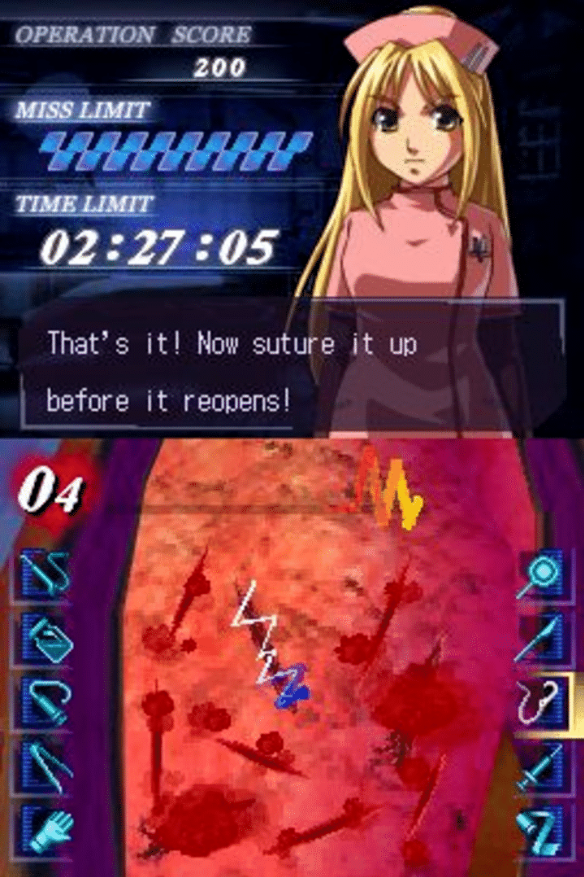 OPERATION SCORE
200
MISS LIMIT
TIME LIMIT
02:27:05
That's it! Now suture it up
before it reopens!
04